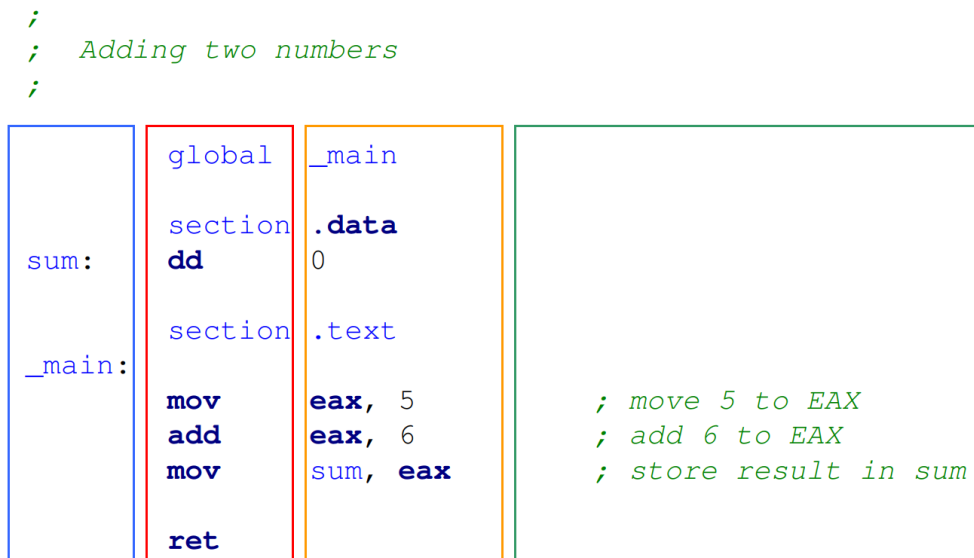 ;
; Adding two numbers
;
global _main
section .data
sum: dd 0
section .text
_main:
mov eax, 5 ; move 5 to EAX
add eax, 6 ; add 6 to EAX
mov sum, eax ; store result in sum
ret